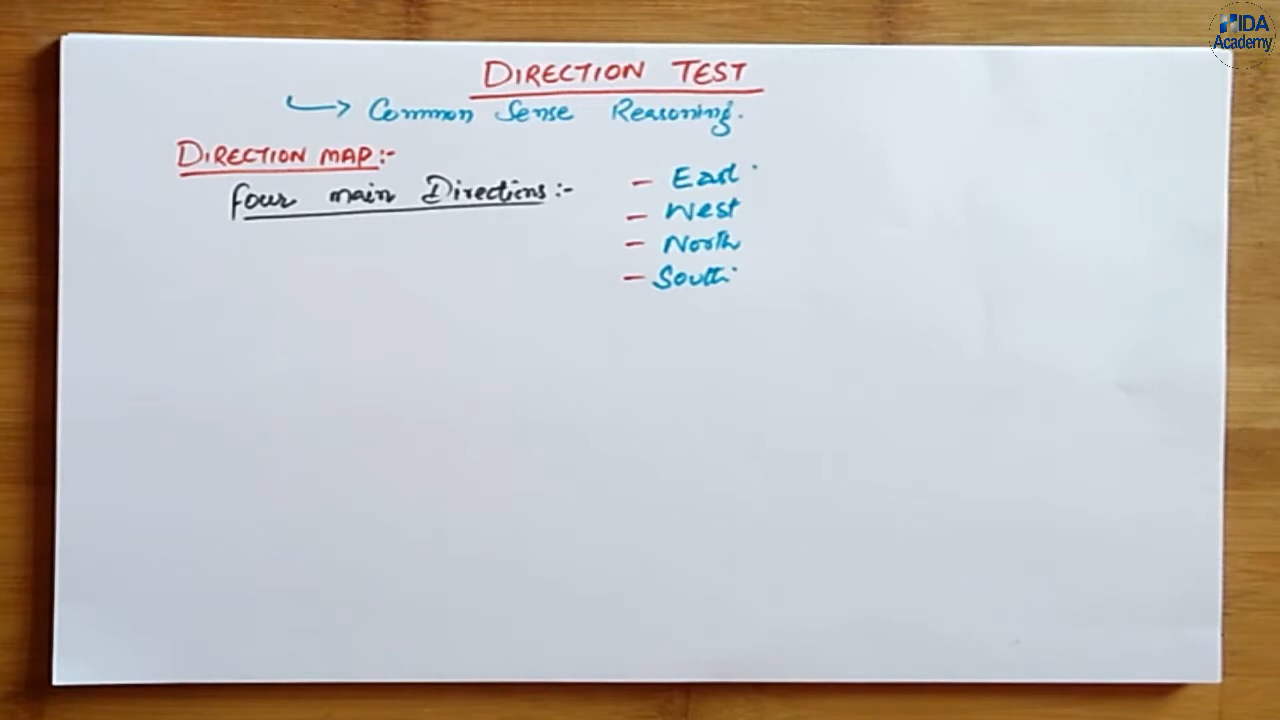 IDA
Academy
DIRECTION TEST
Common Sense Reasoning.
DIRECTION MAP:-
four main Directions:-
- East
- West
- North
- South